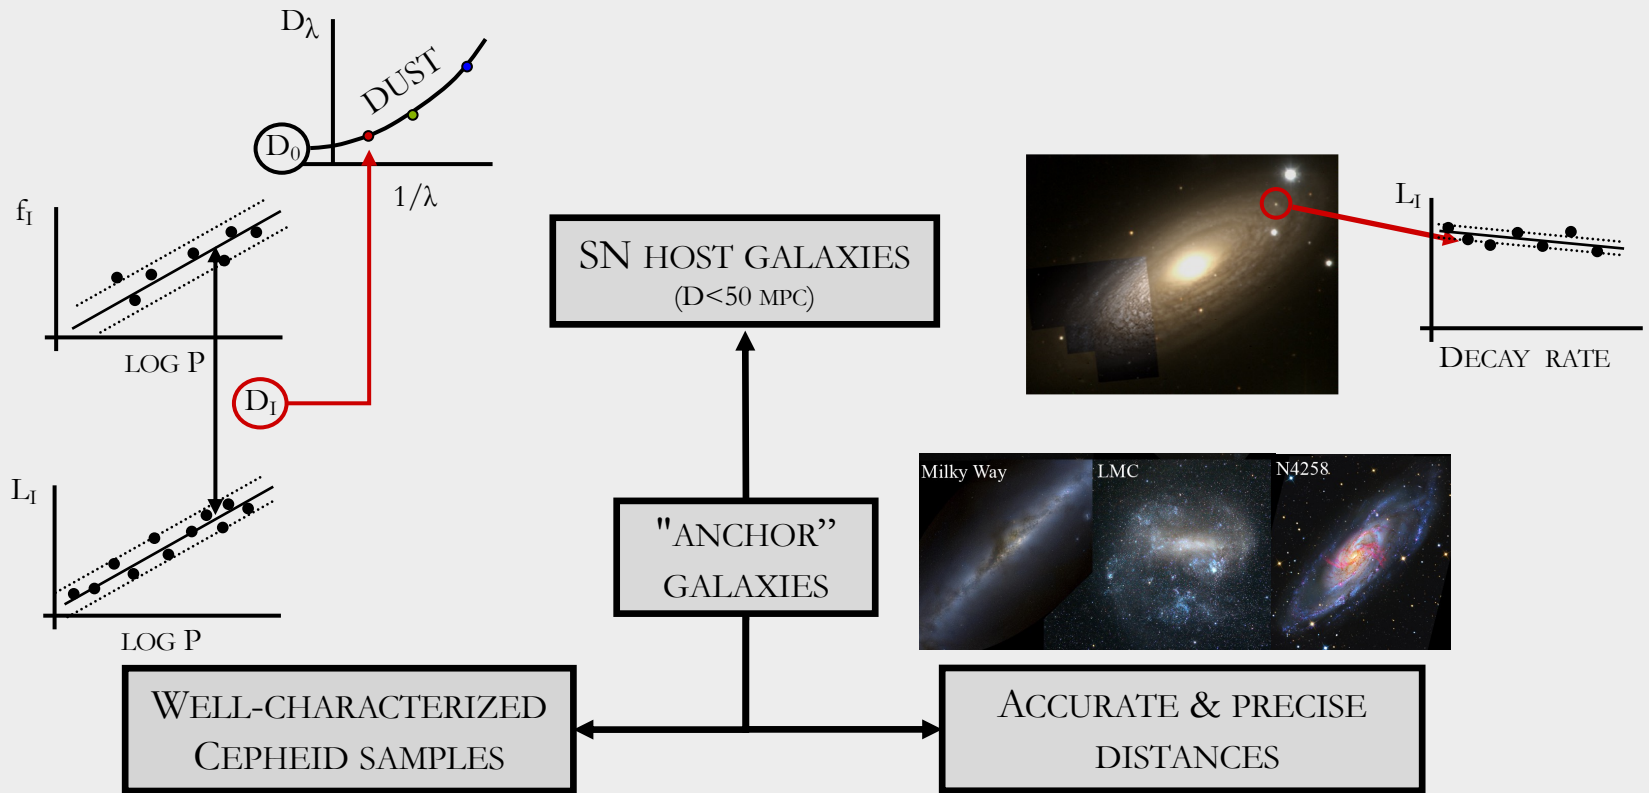 Dλ
DUST
D0
1/λ
fI
LOG P
DI
LI
LOG P
SN HOST GALAXIES
(D<50 MPC)
LI
DECAY RATE
Milky Way
LMC
N4258
"ANCHOR”
GALAXIES
WELL-CHARACTERIZED
CEPHEID SAMPLES
ACCURATE & PRECISE
DISTANCES